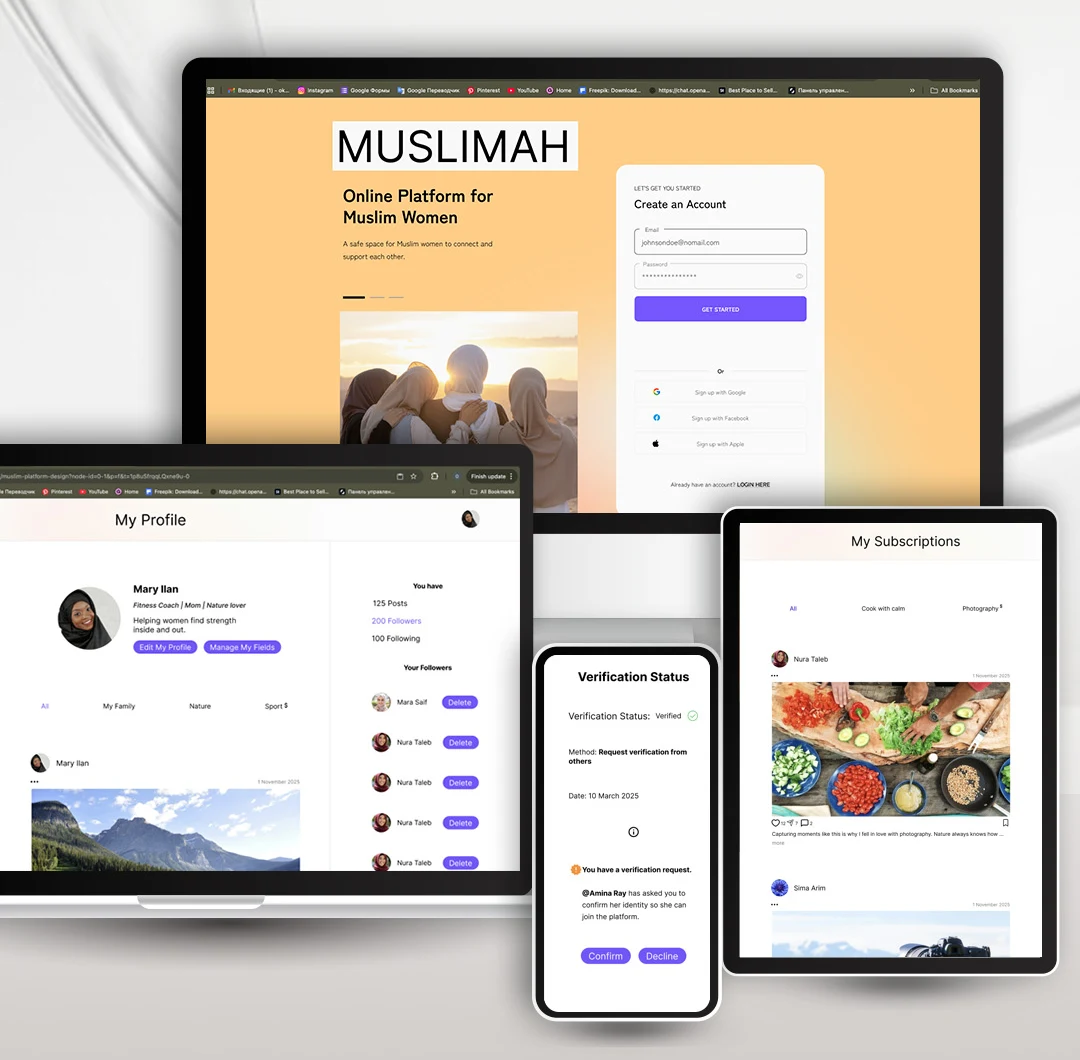 Входящие (1) - ok...
Instagram
Google Формы
Google Переводчик
Pinterest
YouTube
Home
Freepik: Download...
https://chat.opena...
Best Place to Sell...
Панель управлен...
»
All Bookmarks
MUSLIMAH
Online Platform for
Muslim Women
A safe space for Muslim women to connect and
support each other.
LET'S GET YOU STARTED
Create an Account
Email
johnsondoe@nomail.com
Password
***************
GET STARTED
Or
Sign up with Google
Sign up with Facebook
Sign up with Apple
Already have an account? LOGIN HERE
Finish update
Переводчик
Pinterest
YouTube
Home
Freepik: Download...
https://chat.opena...
Best Place to Sell...
Панель управлен...
»
All Bookmarks
My Profile
Mary Ilan
Fitness Coach | Mom | Nature lover
Helping women find strength
inside and out.
Edit My Profile
Manage My Fields
All
My Family
Nature
Sport $
Mary Ilan
1 November 2025
You have
125 Posts
200 Followers
100 Following
Your Followers
Mara Saif
Delete
Nura Taleb
Delete
Nura Taleb
Delete
Nura Taleb
Delete
Nura Taleb
Delete
Verification Status
Verification Status: Verified
Method: Request verification from
others
Date: 10 March 2025
You have a verification request.
@Amina Ray has asked you to
confirm her identity so she can
join the platform.
Confirm
Decline
My Subscriptions
All
Cook with calm
Photography
Nura Taleb
1 November 2025
Capturing moments like this is why I fell in love with photography. Nature always knows how ...
more
Sima Arim
1 November 2025